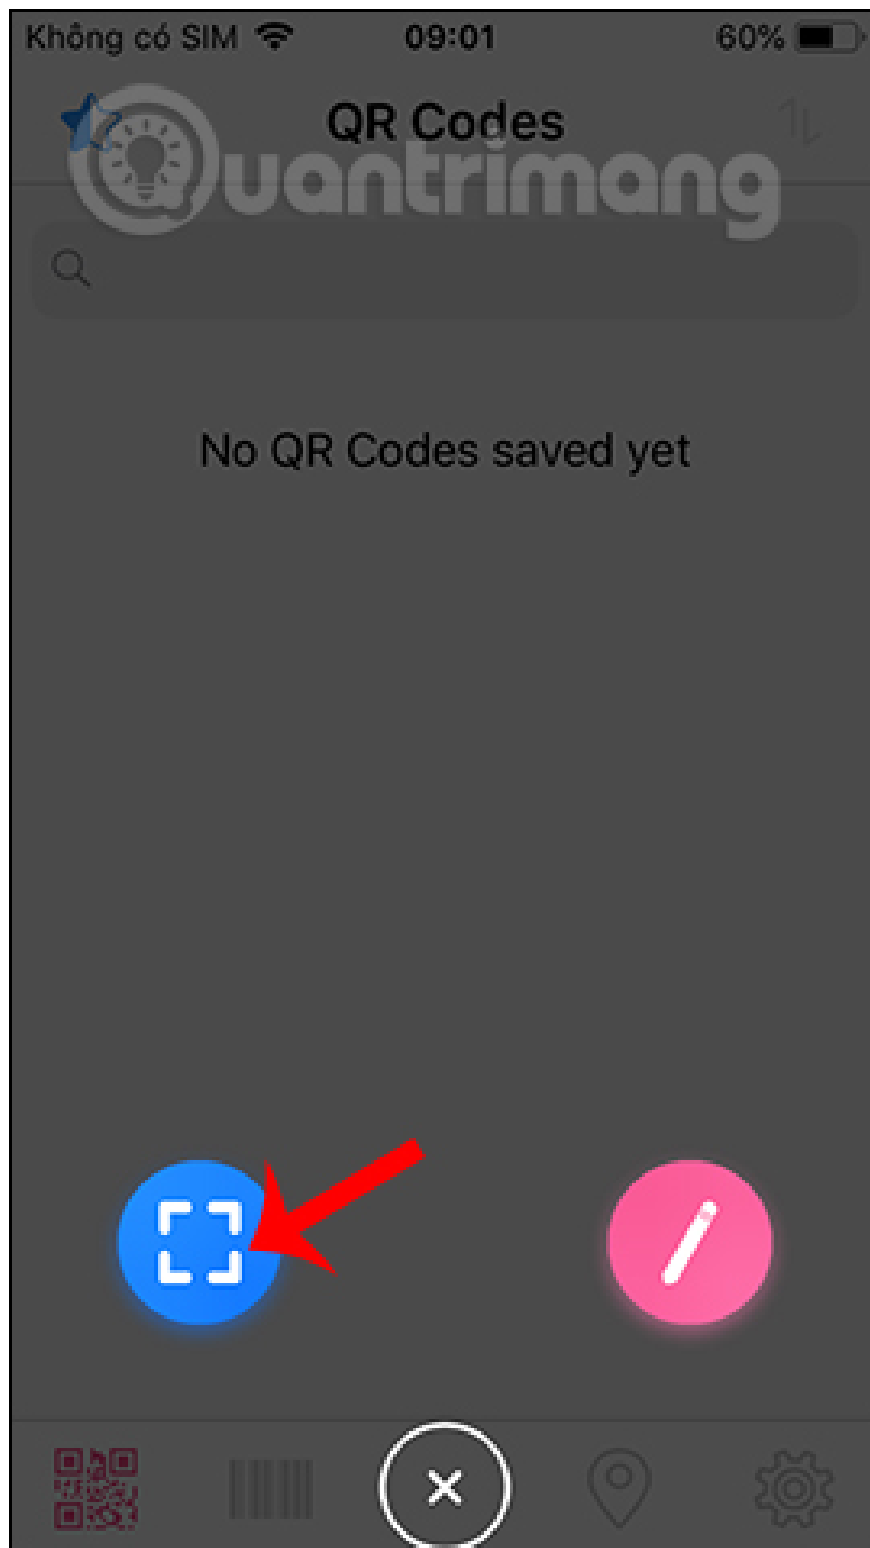 Không có SIM 09:01 60%
QR Codes
Quantrimang
No QR Codes saved yet